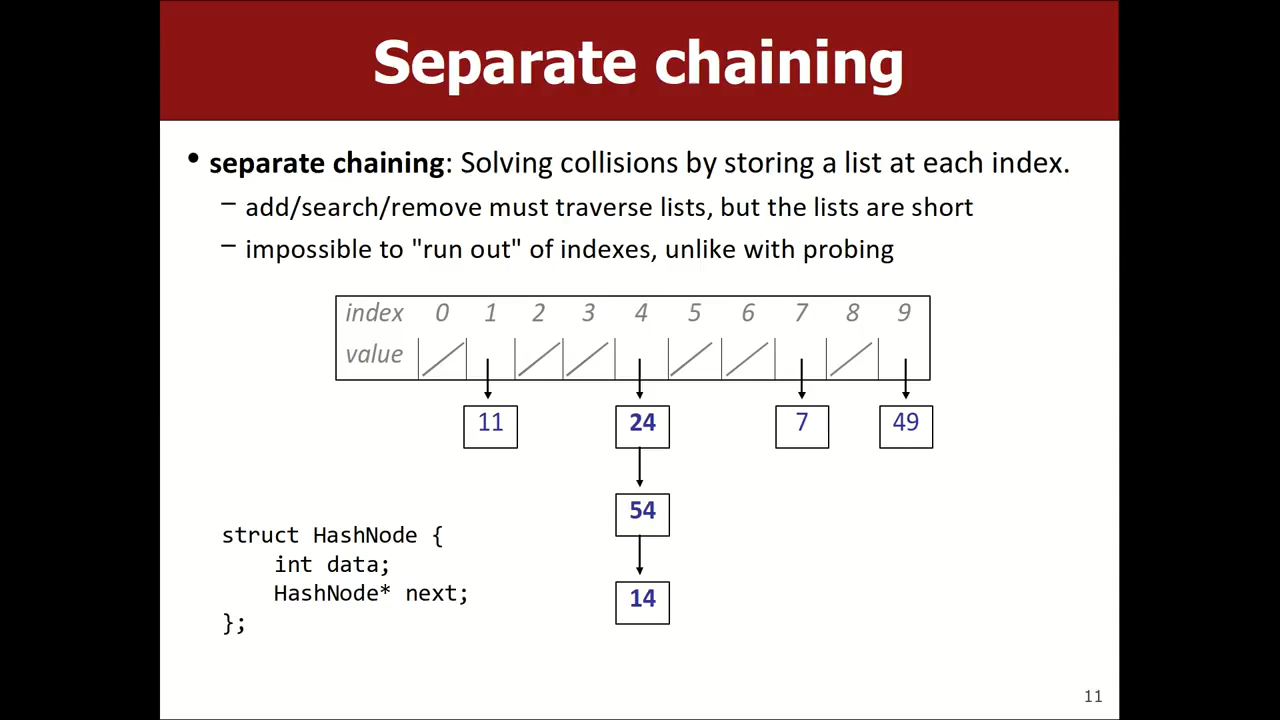 Separate chaining
• separate chaining: Solving collisions by storing a list at each index.
– add/search/remove must traverse lists, but the lists are short
– impossible to "run out" of indexes, unlike with probing
index 0 1 2 3 4 5 6 7 8 9
value
11 24 7 49
54
14
struct HashNode {
    int data;
    HashNode* next;
};
11